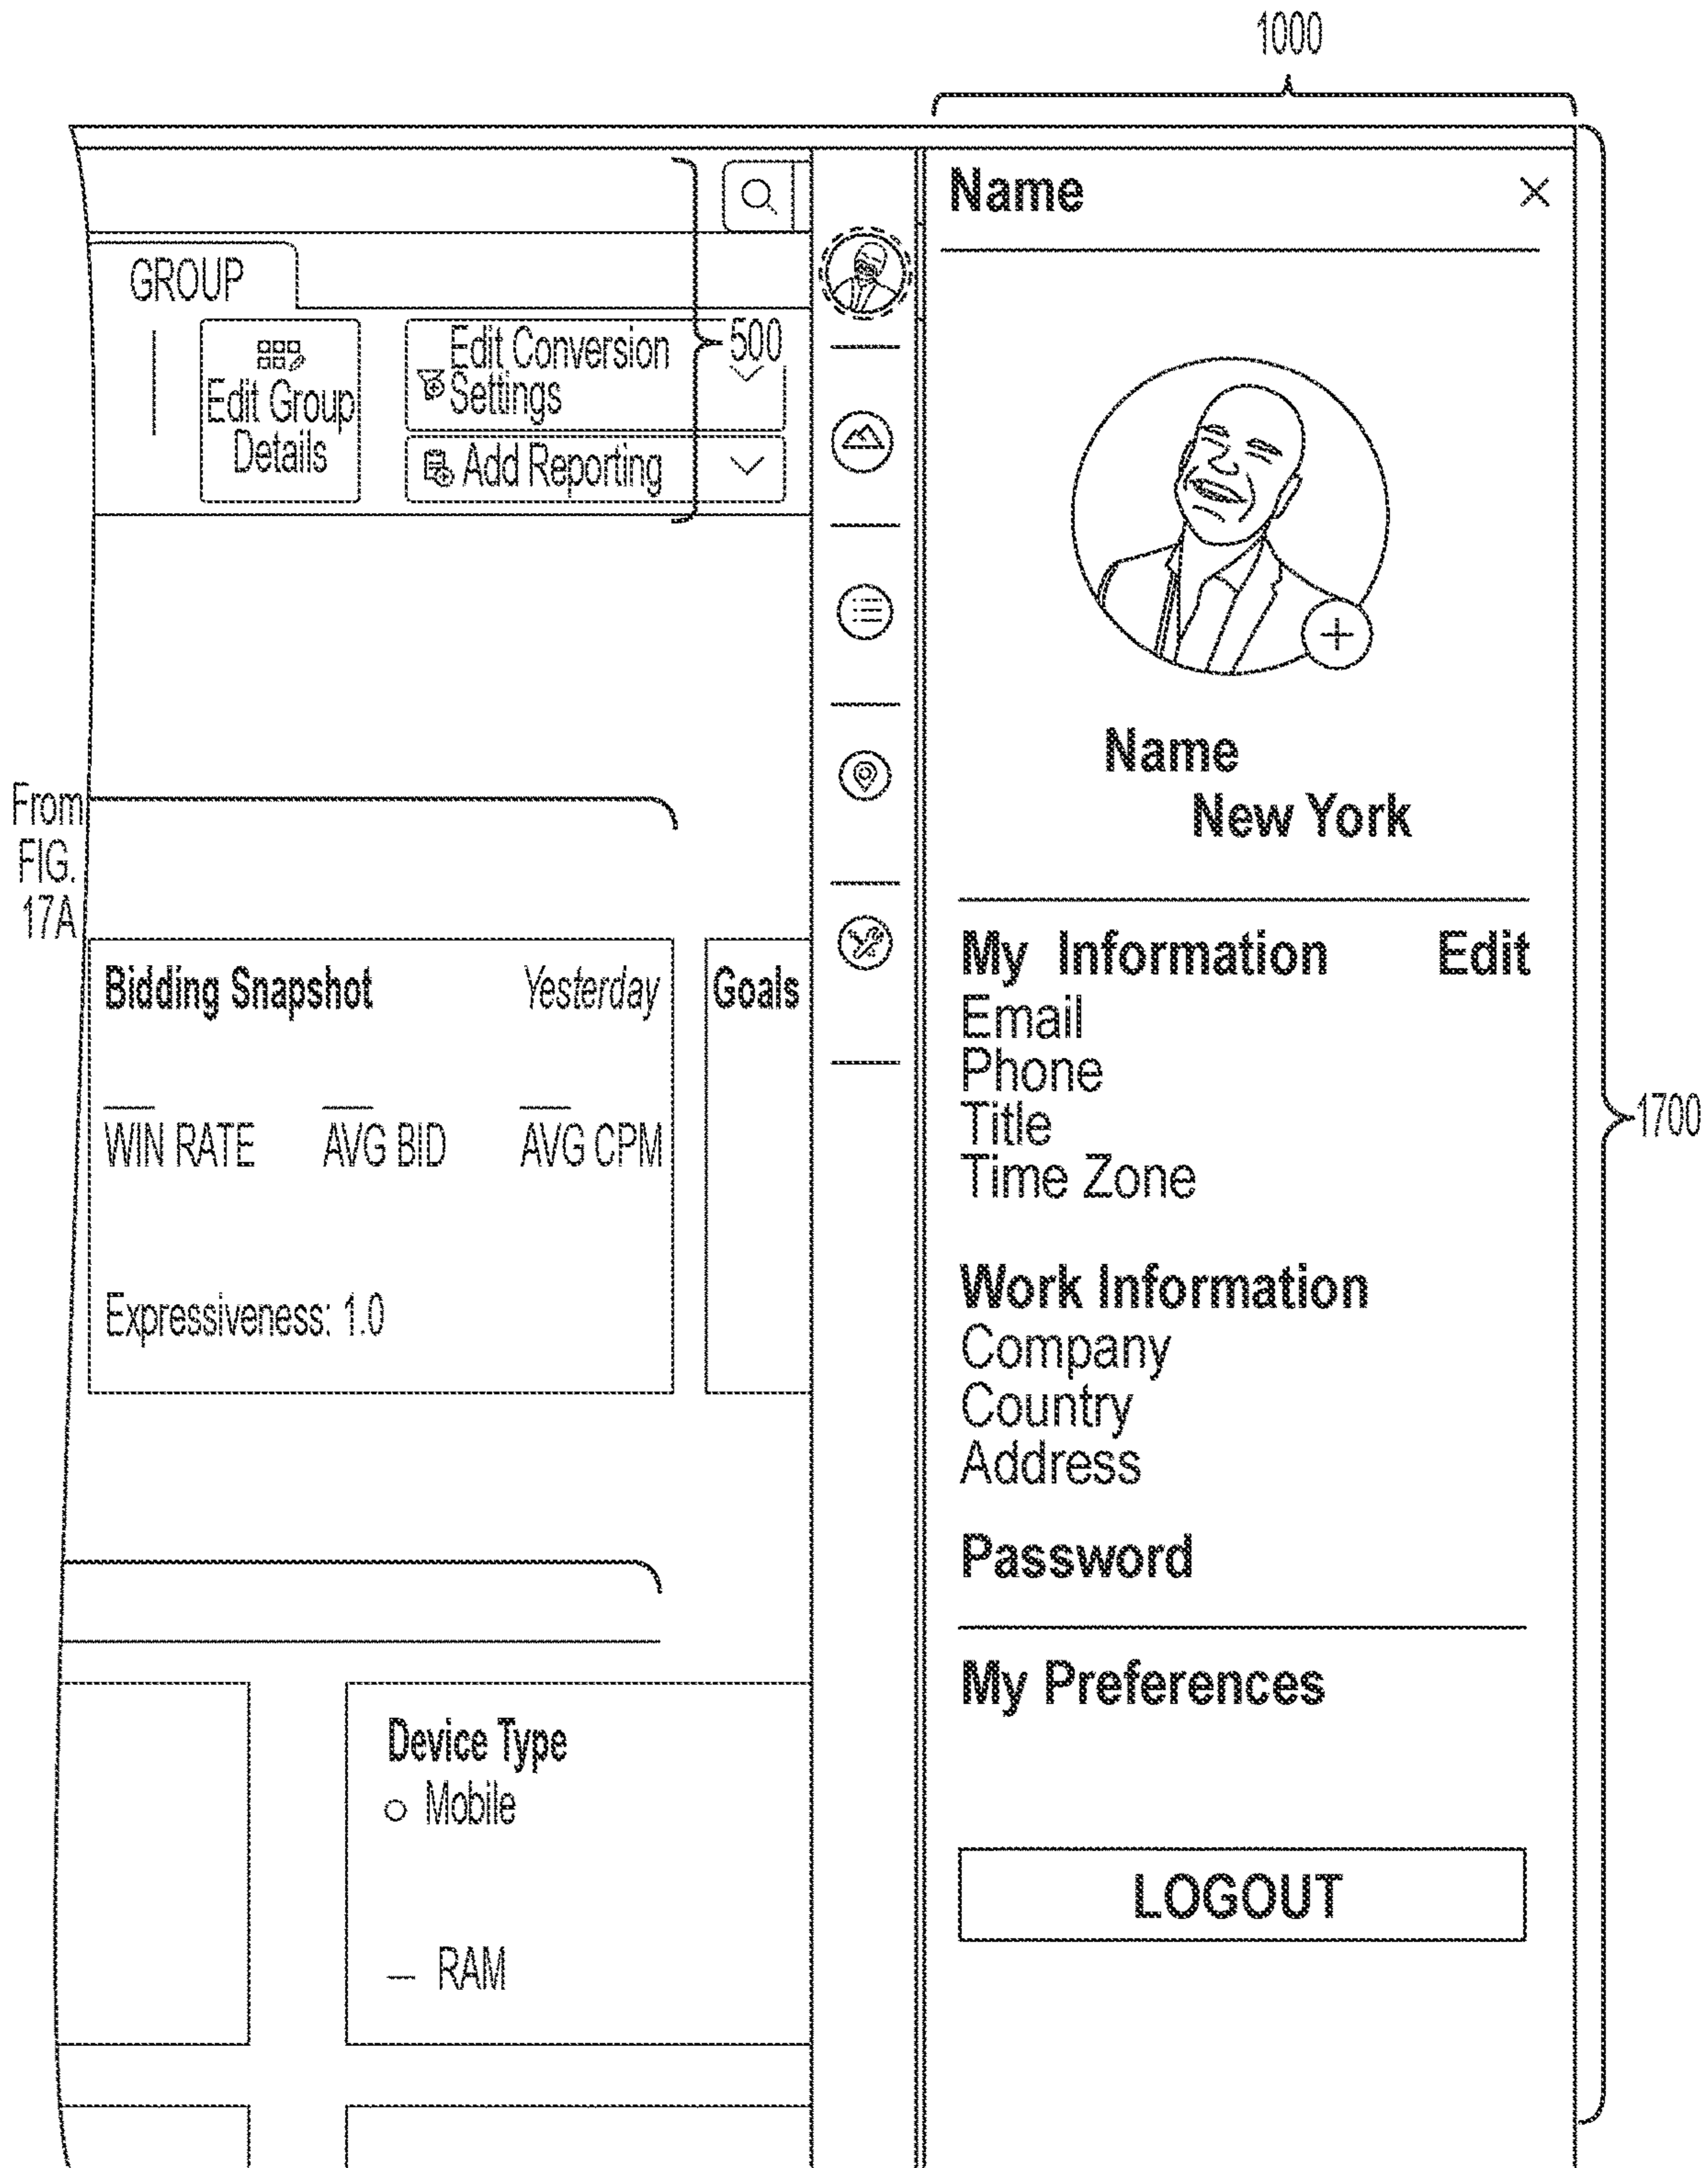 1000
Name
GROUP
Edit Group
Details
Edit Conversion
Settings
500
Add Reporting
Name
New York
From
FIG.
17A
Bidding Snapshot Yesterday
WIN RATE AVG BID AVG CPM
Expressiveness: 1.0
Goals
My Information Edit
Email
Phone
Title
Time Zone
1700
Work Information
Company
Country
Address
Password
My Preferences
Device Type
Mobile
RAM
LOGOUT